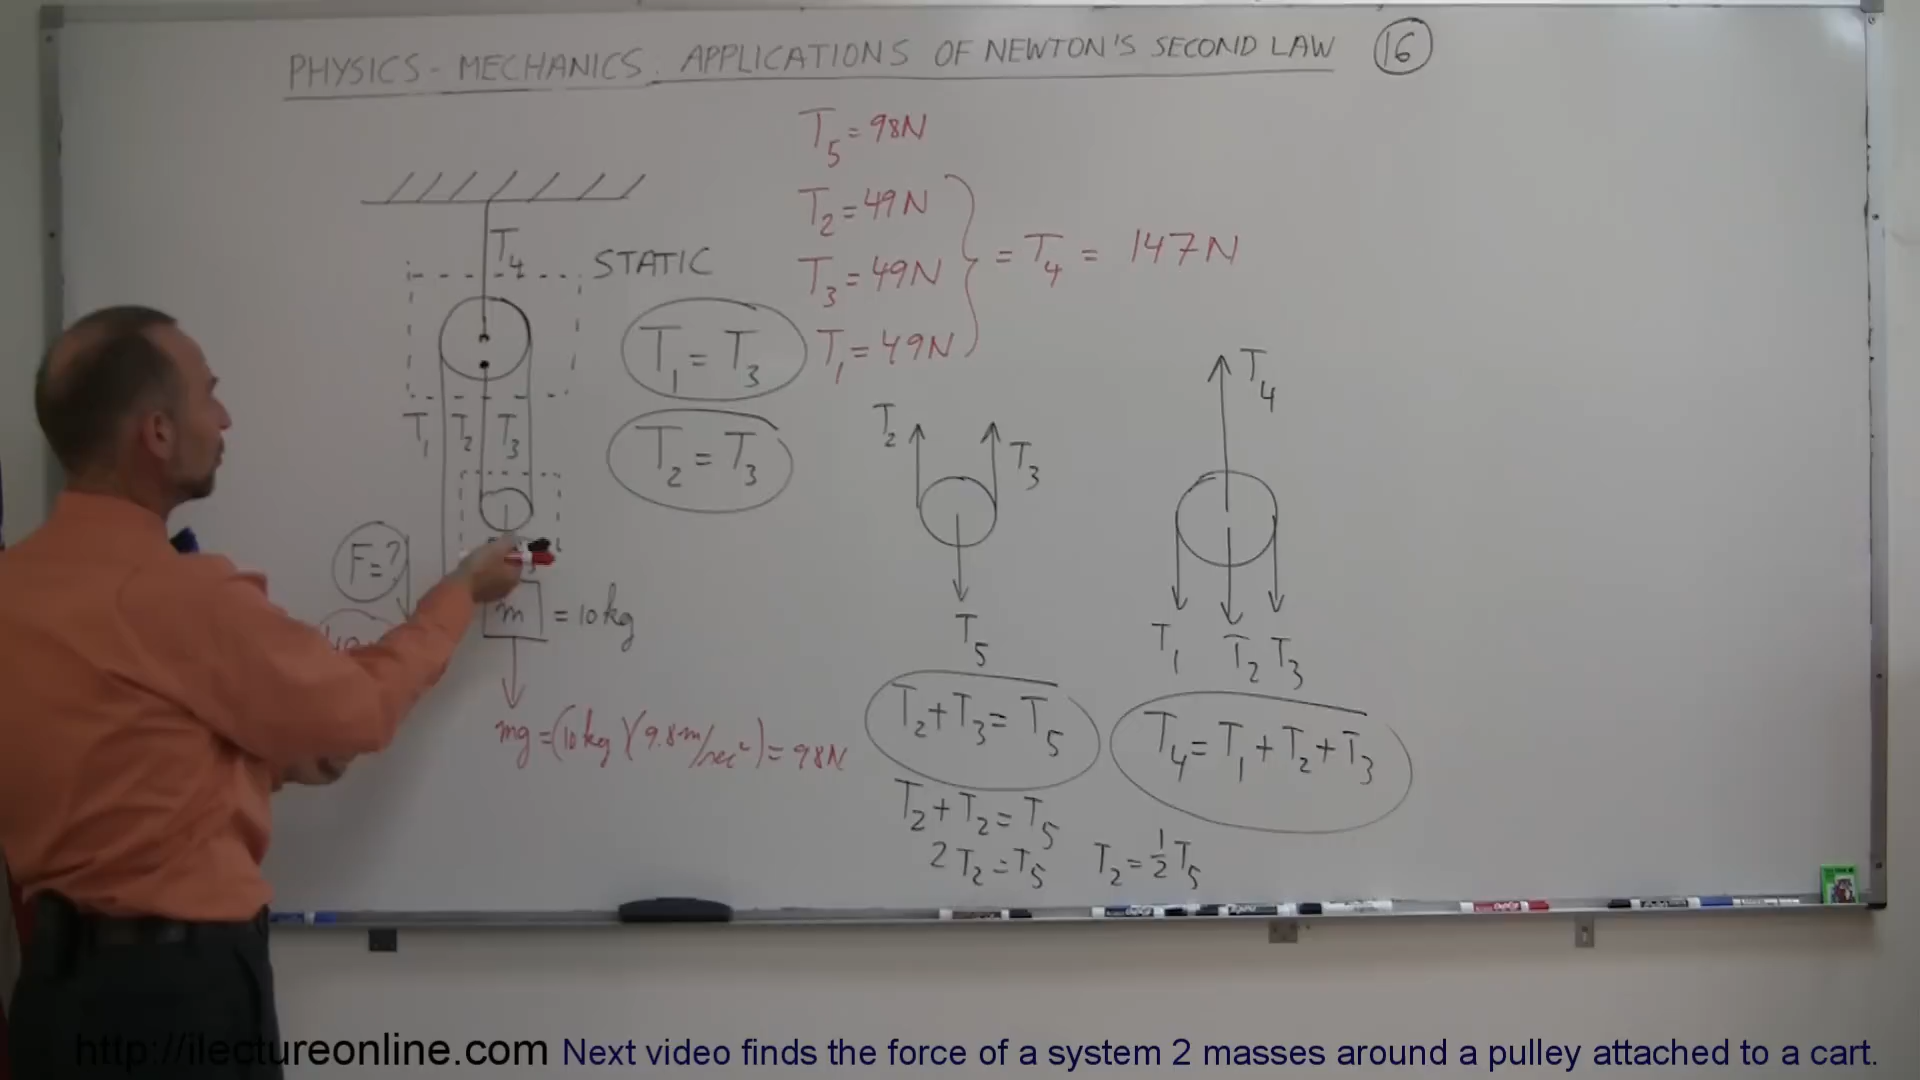 PHYSICS - MECHANICS. APPLICATIONS OF NEWTON'S SECOND LAW 16
T5 = 98N
T2 = 49N
T3 = 49N
T1 = 49N
= T4 = 147N
T4
STATIC
T1 = T3
T2 = T3
T1 T2 T3
F = ?
m = 10kg
mg = (10kg)(9.8m/sec²) = 98N
T2 T3
T5
T2 + T3 = T5
T2 + T2 = T5
2T2 = T5 T2 = 1/2 T5
T4
T1 T2 T3
T4 = T1 + T2 + T3
http://ilectureonline.com Next video finds the force of a system 2 masses around a pulley attached to a cart.